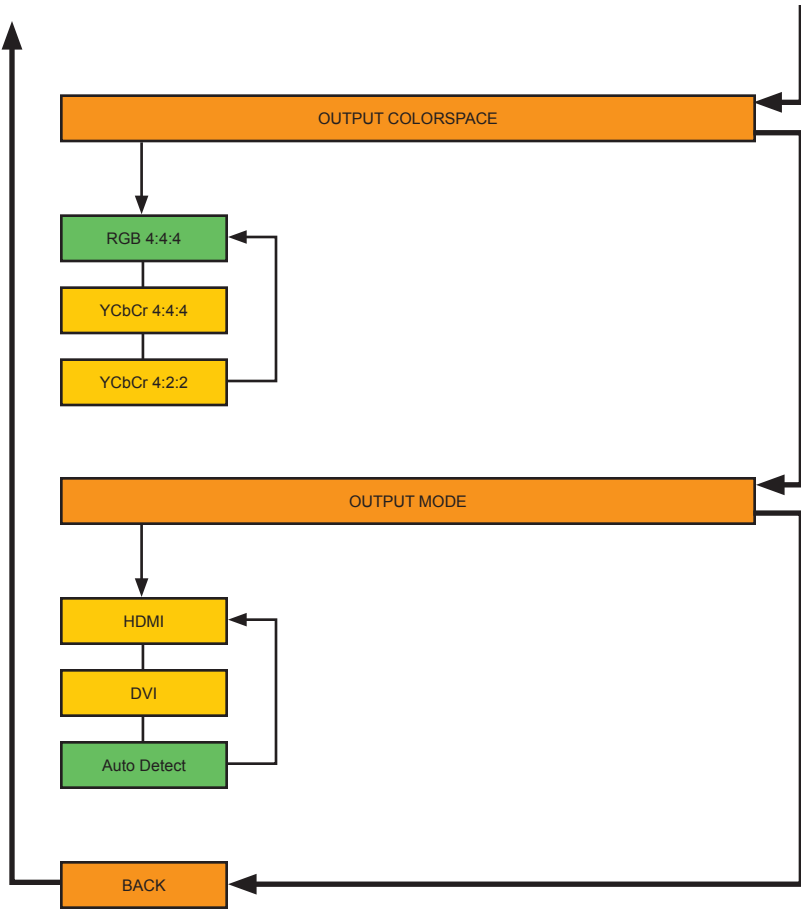 OUTPUT COLORSPACE
RGB 4:4:4
YCbCr 4:4:4
YCbCr 4:2:2
OUTPUT MODE
HDMI
DVI
Auto Detect
BACK